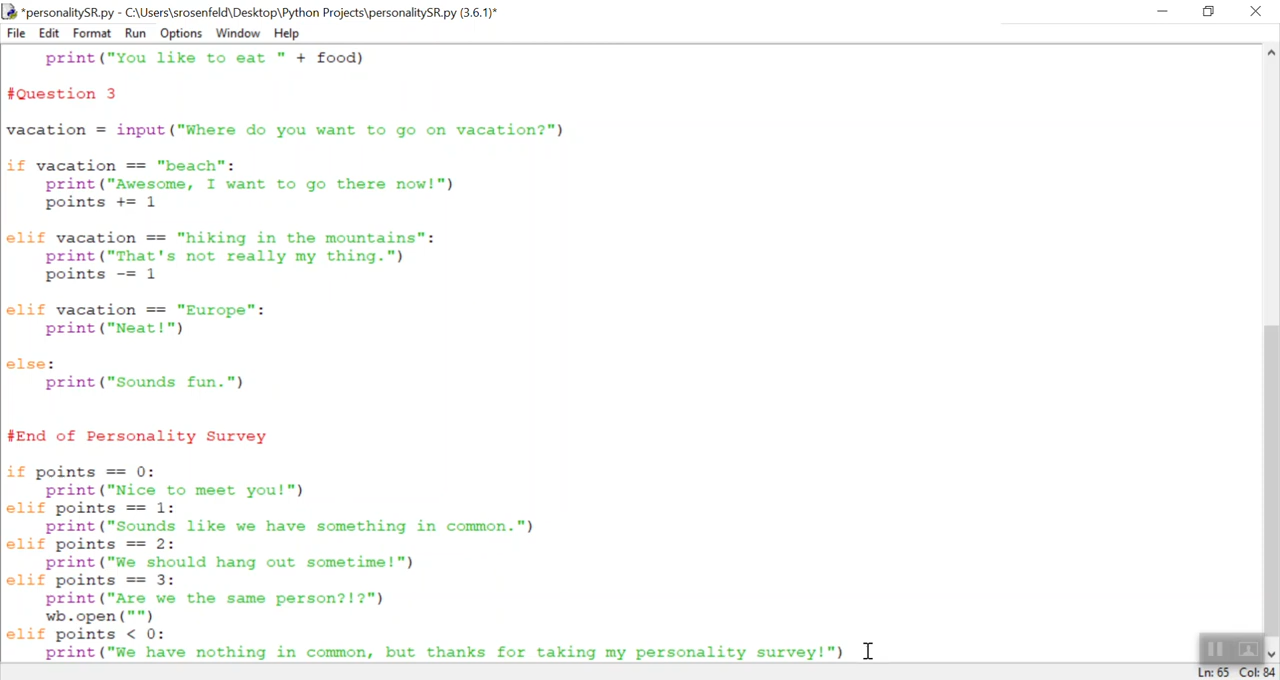 *personalitySR.py - C:\Users\srosenfeld\Desktop\Python Projects\personalitySR.py (3.6.1)*
File Edit Format Run Options Window Help
    print("You like to eat " + food)
#Question 3
vacation = input("Where do you want to go on vacation?")
if vacation == "beach":
    print("Awesome, I want to go there now!")
    points += 1
elif vacation == "hiking in the mountains":
    print("That's not really my thing.")
    points -= 1
elif vacation == "Europe":
    print("Neat!")
else:
    print("Sounds fun.")
#End of Personality Survey
if points == 0:
    print("Nice to meet you!")
elif points == 1:
    print("Sounds like we have something in common.")
elif points == 2:
    print("We should hang out sometime!")
elif points == 3:
    print("Are we the same person?!?")
    wb.open("")
elif points < 0:
    print("We have nothing in common, but thanks for taking my personality survey!")
Ln: 65 Col: 84